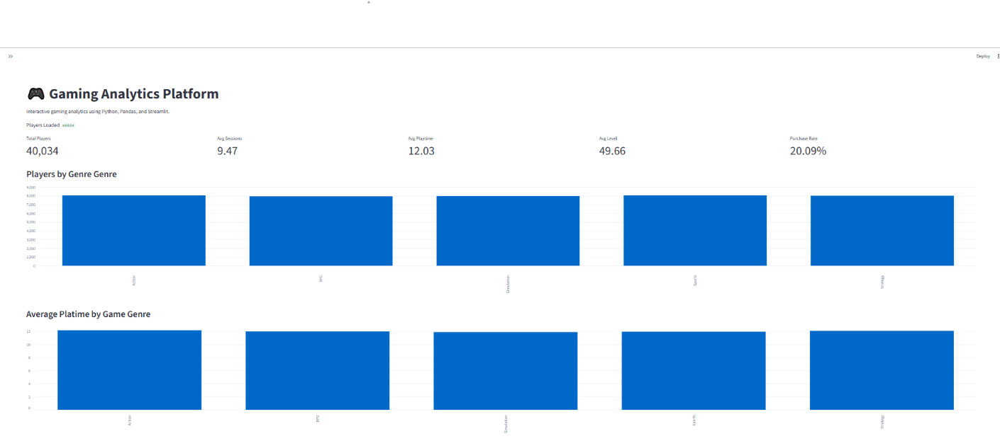 Deploy
🎮 Gaming Analytics Platform
Interactive gaming analytics using Python, Pandas, and Streamlit.
Players Loaded 40034
Total Players
40,034
Avg Sessions
9.47
Avg Playtime
12.03
Avg Level
49.66
Purchase Rate
20.09%
Players by Genre Genre
9,000
8,000
7,000
6,000
5,000
4,000
3,000
2,000
1,000
0
Action
RPG
Simulation
Sports
Strategy
Average Platime by Game Genre
12
10
8
6
4
2
0
Action
RPG
Simulation
Sports
Strategy